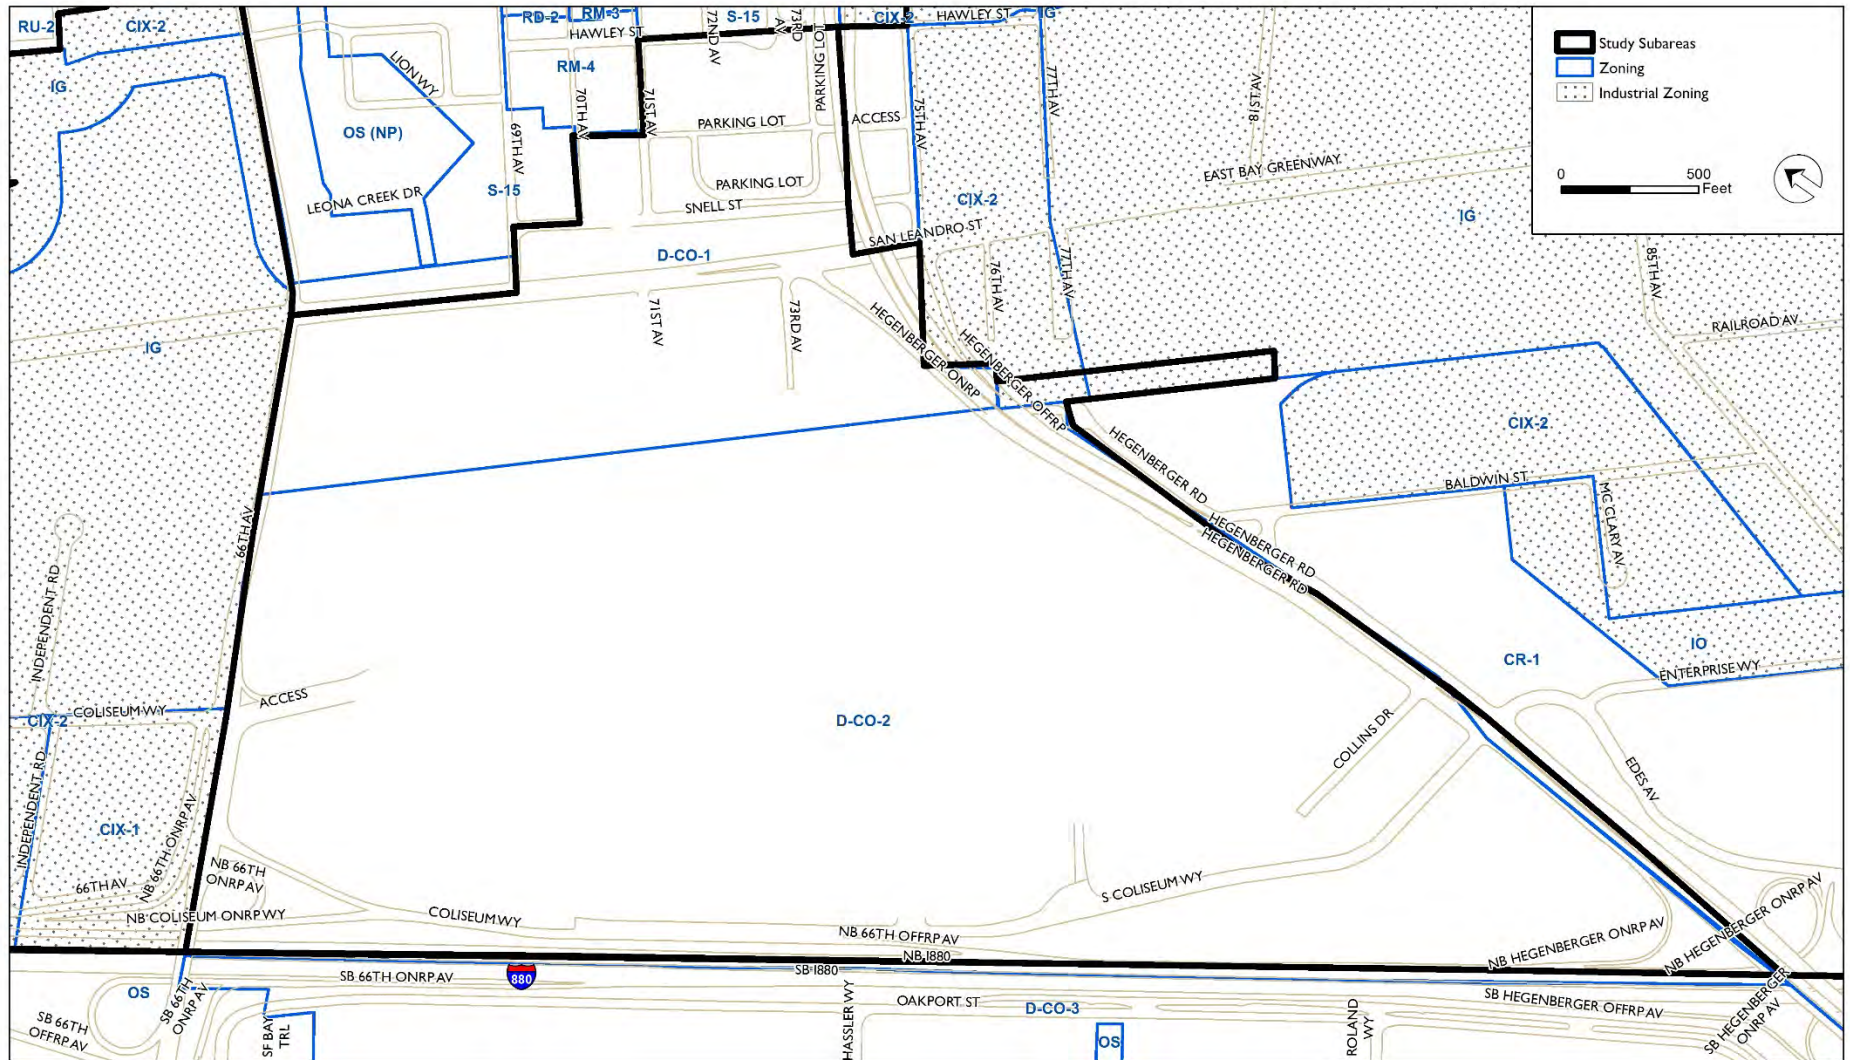 RU-2
CIX-2
RD-2
RM-3
S-15
CIX-2
HAWLEY ST
IG
HAWLEY ST
72ND AV
73RD
AV
PARKING LOT
LION WY
RM-4
IG
OS (NP)
69TH AV
70TH AV
71ST AV
PARKING LOT
ACCESS
75TH AV
77TH AV
81ST AV
EAST BAY GREENWAY
PARKING LOT
S-15
LEONA CREEK DR
SNELL ST
CIX-2
IG
SAN LEANDRO ST
D-CO-1
76TH AV
77TH AV
85TH AV
71ST AV
73RD AV
HEGENBERGER ONRP
HEGENBERGER OFFRP
RAILROAD AV
IG
CIX-2
HEGENBERGER RD
BALDWIN ST
MC CLARY AV
66TH AV
HEGENBERGER RD
HEGENBERGER RD
INDEPENDENT RD
IO
CR-1
ENTERPRISE WY
ACCESS
COLISEUM WY
CIX-2
D-CO-2
COLLINS DR
EDES AV
INDEPENDENT RD
CIX-1
NB 66TH ONRP AV
NB 66TH
ONRP AV
66TH AV
S COLISEUM WY
NB COLISEUM ONRP WY
COLISEUM WY
NB 66TH OFFRP AV
NB HEGENBERGER ONRP AV
NB HEGENBERGER ONRP AV
NB I880
SB I880
SB 66TH ONRP AV
880
OS
SB 66TH
ONRP AV
SB 66TH
OFFRP AV
SF BAY
TRL
HASSLER WY
OAKPORT ST
D-CO-3
OS
ROLAND
WY
SB HEGENBERGER OFFRP AV
SB HEGENBERGER
ONRP AV
Study Subareas
Zoning
Industrial Zoning
0 500
Feet